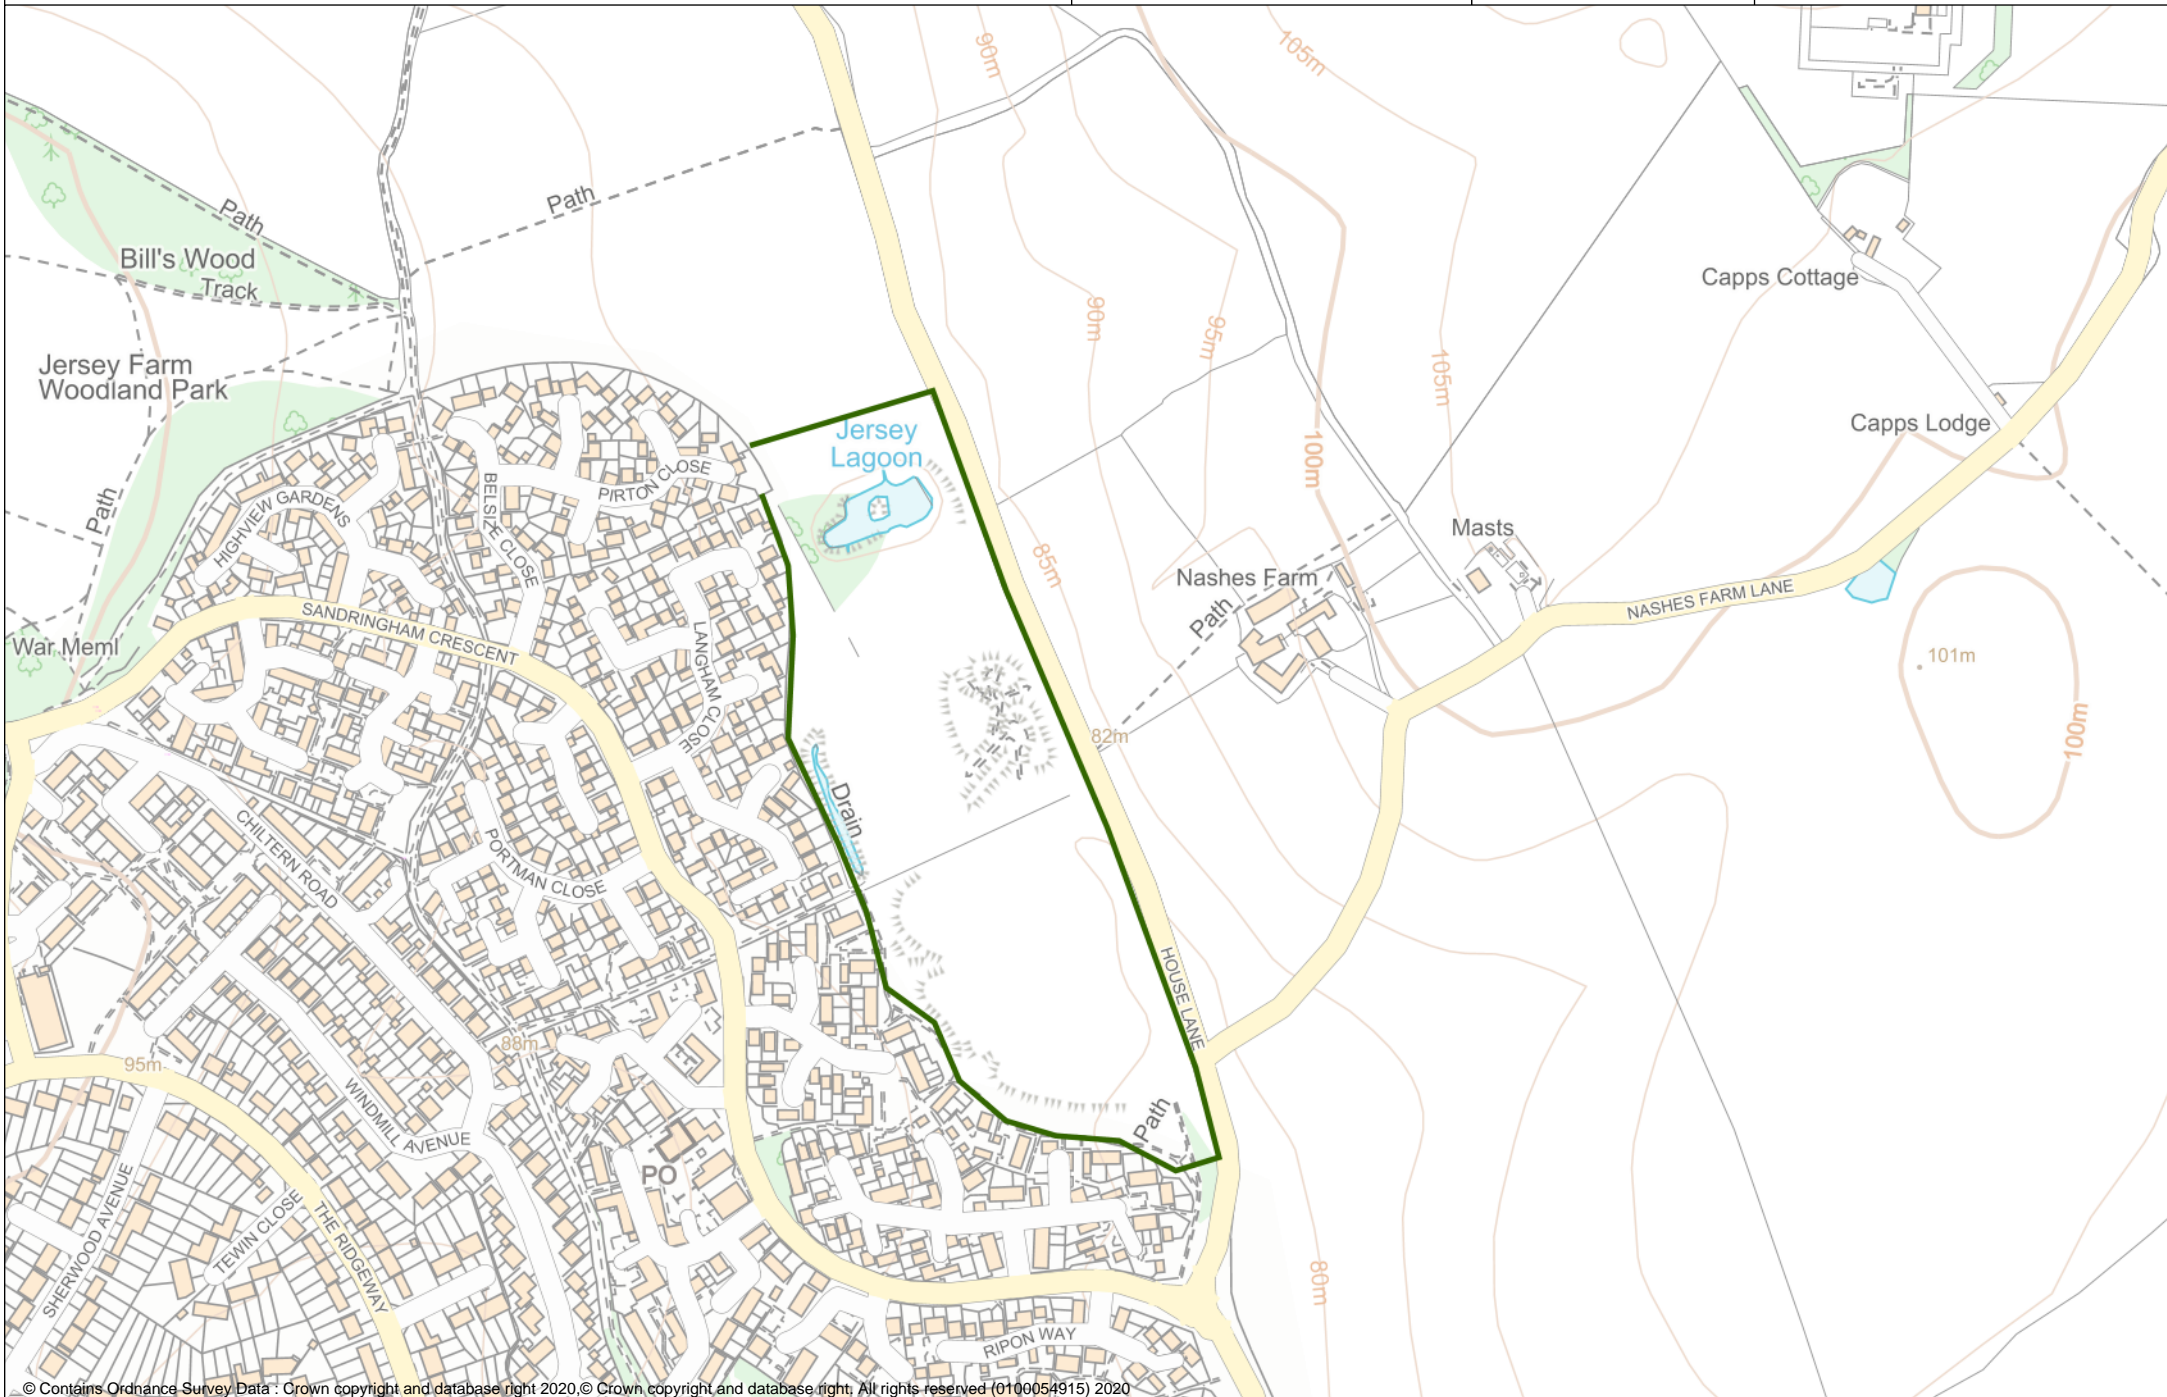 90m
105m
Path
Path
Bill's Wood
Track
Capps Cottage
90m
95m
Jersey Farm
Woodland Park
105m
Capps Lodge
Jersey
Lagoon
100m
PIRTON CLOSE
BELSIZE CLOSE
HIGHVIEW GARDENS
Path
Masts
85m
Nashes Farm
Path
NASHES FARM LANE
SANDRINGHAM CRESCENT
War Meml
LANGHAM CLOSE
101m
82m
100m
Drain
CHILTERN ROAD
PORTMAN CLOSE
HOUSE LANE
88m
95m
WINDMILL AVENUE
Path
PO
SHERWOOD AVENUE
TEWIN CLOSE
THE RIDGEWAY
80m
RIPON WAY
© Contains Ordnance Survey Data : Crown copyright and database right 2020,© Crown copyright and database right. All rights reserved (0100054915) 2020